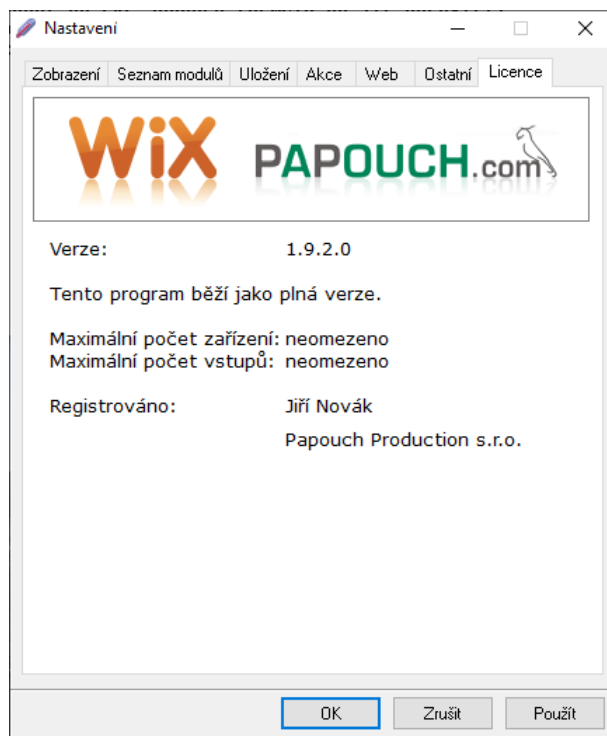 Nastavení
Zobrazení Seznam modulů Uložení Akce Web Ostatní Licence
WiX PAPOUCH.com
Verze: 1.9.2.0
Tento program běží jako plná verze.
Maximální počet zařízení: neomezeno
Maximální počet vstupů: neomezeno
Registrováno: Jiří Novák
Papouch Production s.r.o.
OK Zrušit Použít